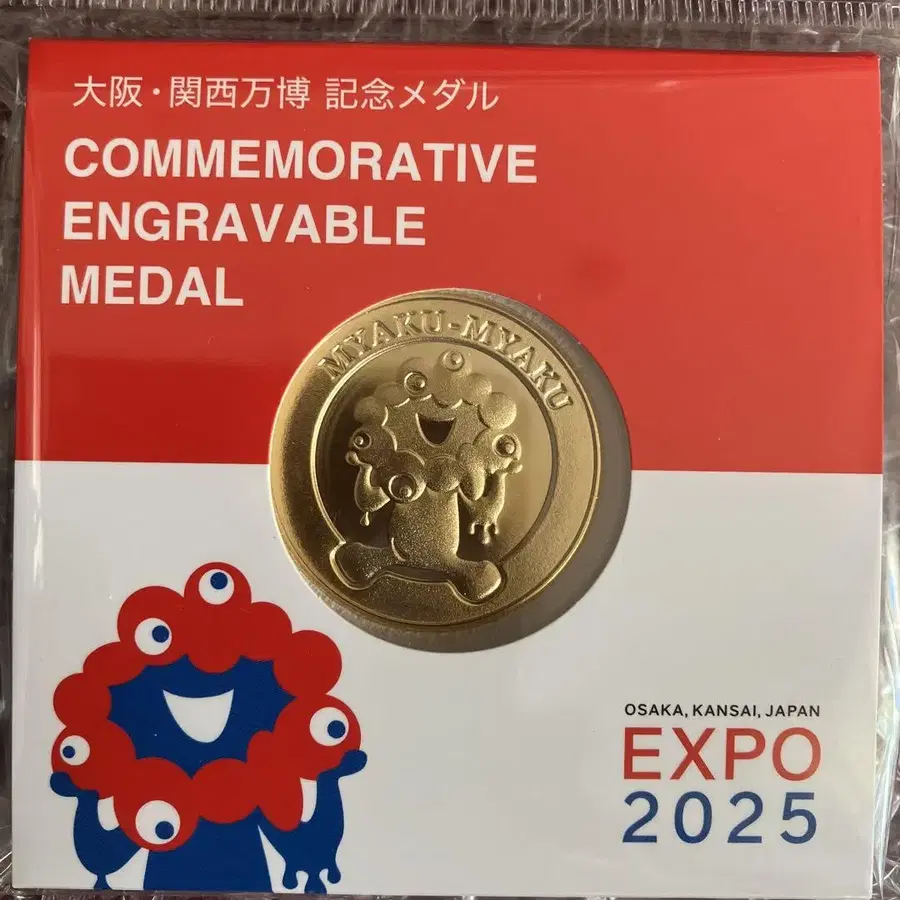 大阪・関西万博 記念メダル
COMMEMORATIVE
ENGRAVABLE
MEDAL
MYAKU-MYAKU
OSAKA, KANSAI, JAPAN
EXPO
2025